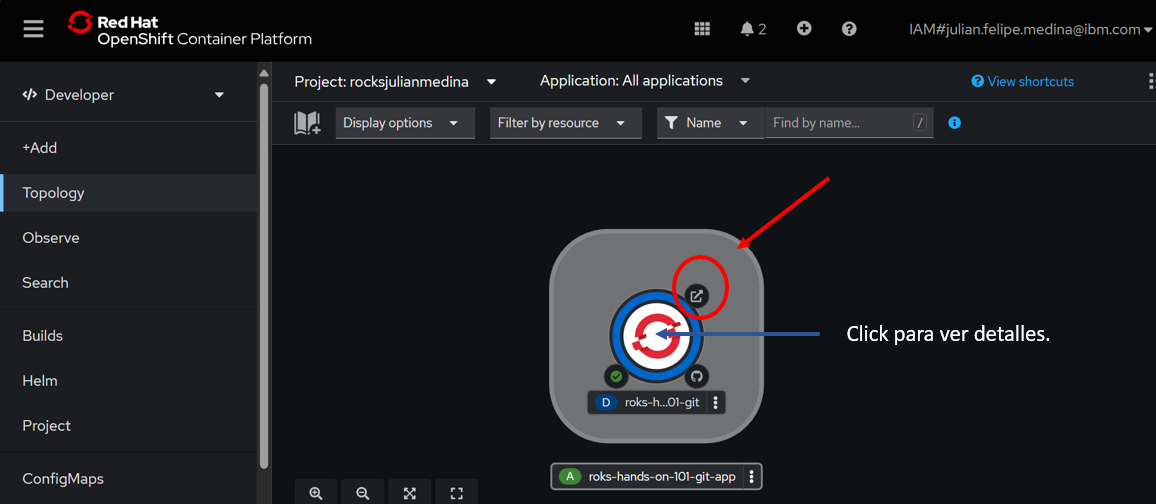 Red Hat
OpenShift Container Platform
2
IAM#julian.felipe.medina@ibm.com
Developer
+Add
Topology
Observe
Search
Builds
Helm
Project
ConfigMaps
Project: rocksjulianmedina
Application: All applications
View shortcuts
Display options
Filter by resource
Name
Find by name...
/
Click para ver detalles.
D roks-h...01-git
A roks-hands-on-101-git-app